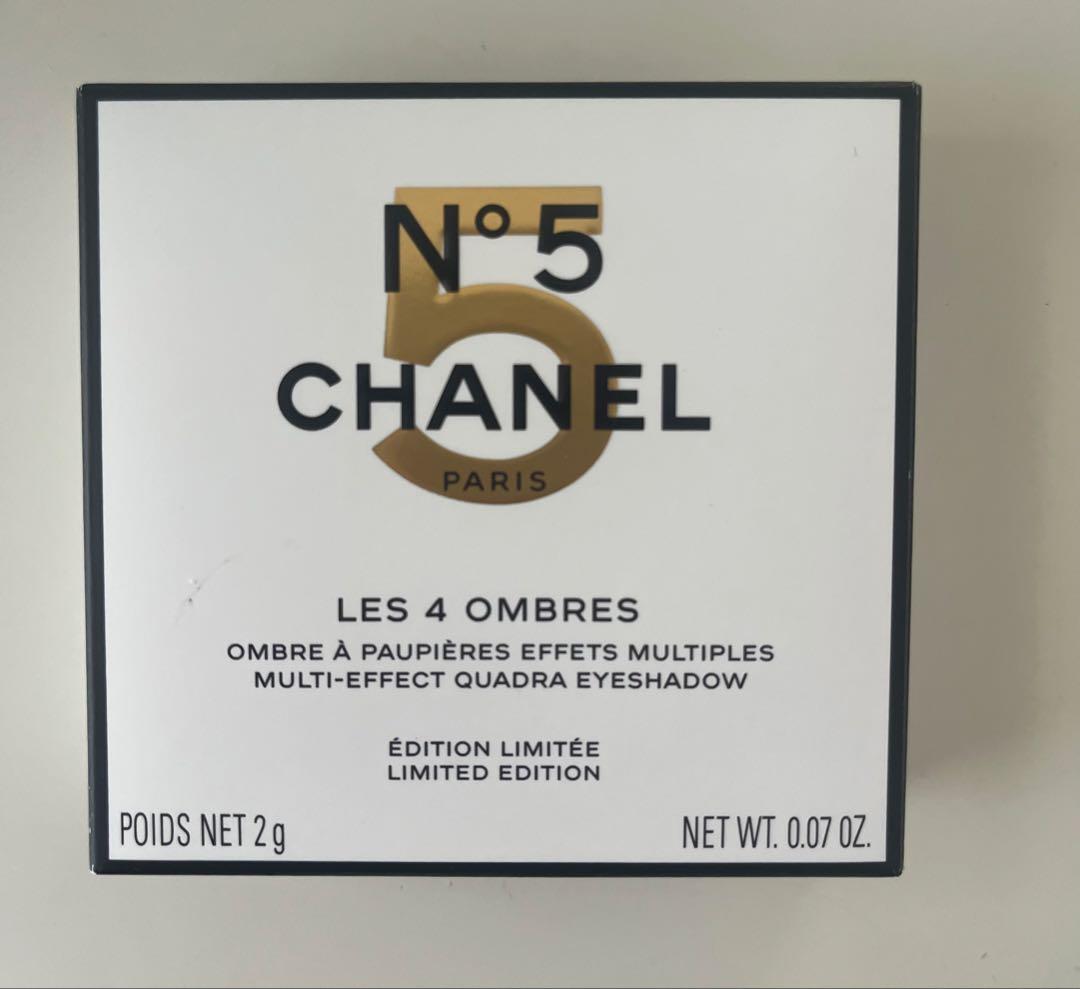 5
N°5
CHANEL
PARIS
LES 4 OMBRES
OMBRE À PAUPIÈRES EFFETS MULTIPLES
MULTI-EFFECT QUADRA EYESHADOW
ÉDITION LIMITÉE
LIMITED EDITION
POIDS NET 2 g
NET WT. 0.07 OZ.